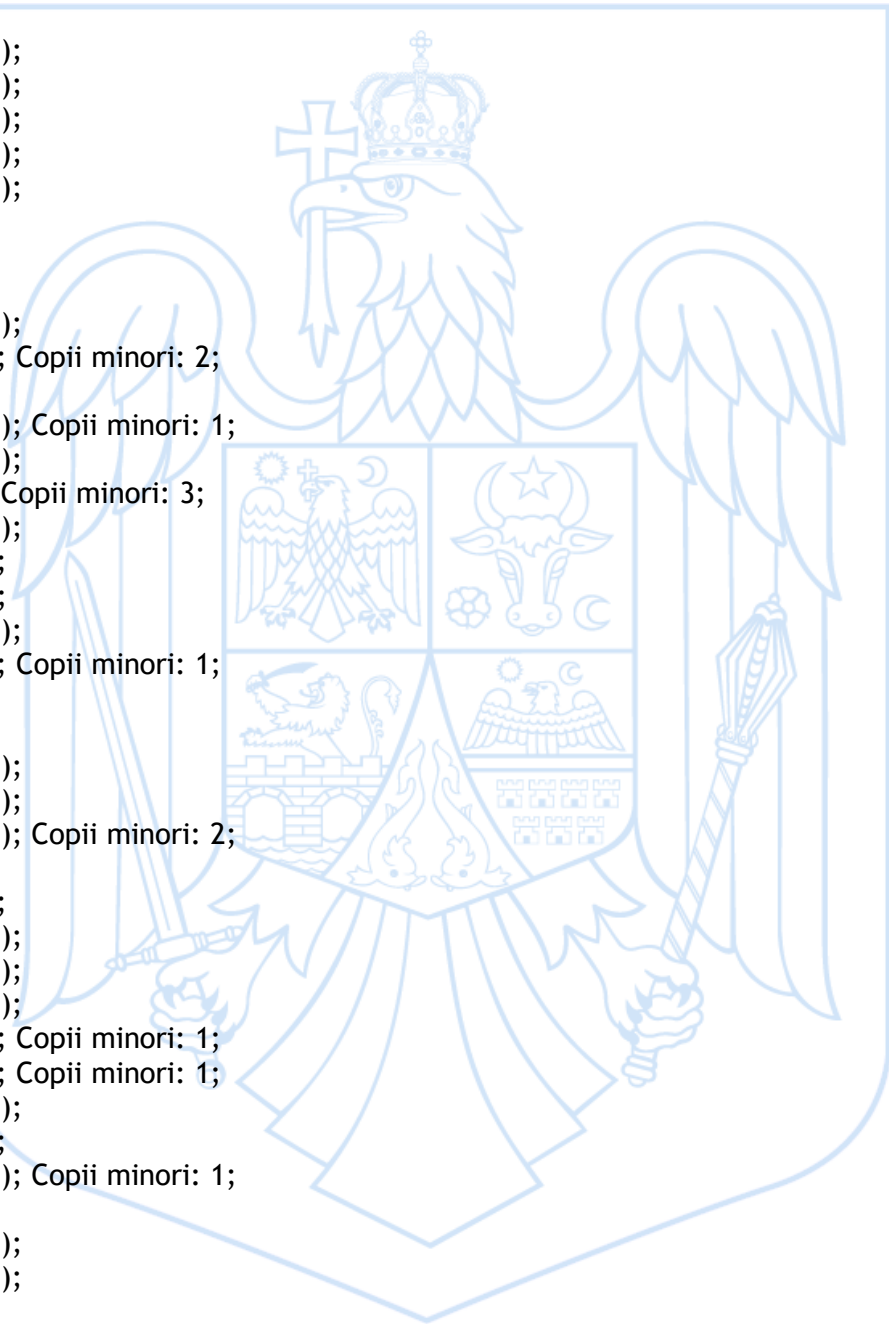 );
);
);
);
);
);
; Copii minori: 2;
); Copii minori: 1;
);
Copii minori: 3;
);
;
;
);
; Copii minori: 1;
);
);
); Copii minori: 2;
;
);
);
);
; Copii minori: 1;
; Copii minori: 1;
);
;
); Copii minori: 1;
);
);